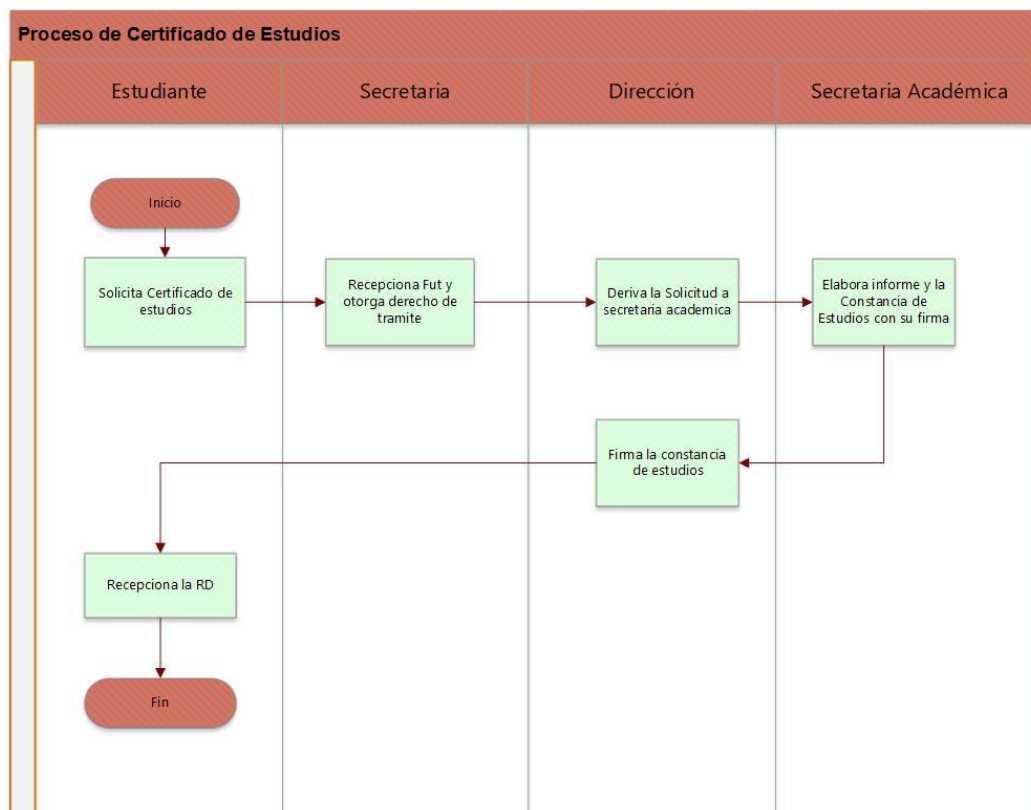 Proceso de Certificado de Estudios
Estudiante
Secretaria
Dirección
Secretaria Académica
Inicio
Solicita Certificado de
estudios
Recepciona Fut y
otorga derecho de
tramite
Deriva la Solicitud a
secretaria academica
Elabora informe y la
Constancia de
Estudios con su firma
Firma la constancia
de estudios
Recepciona la RD
Fin